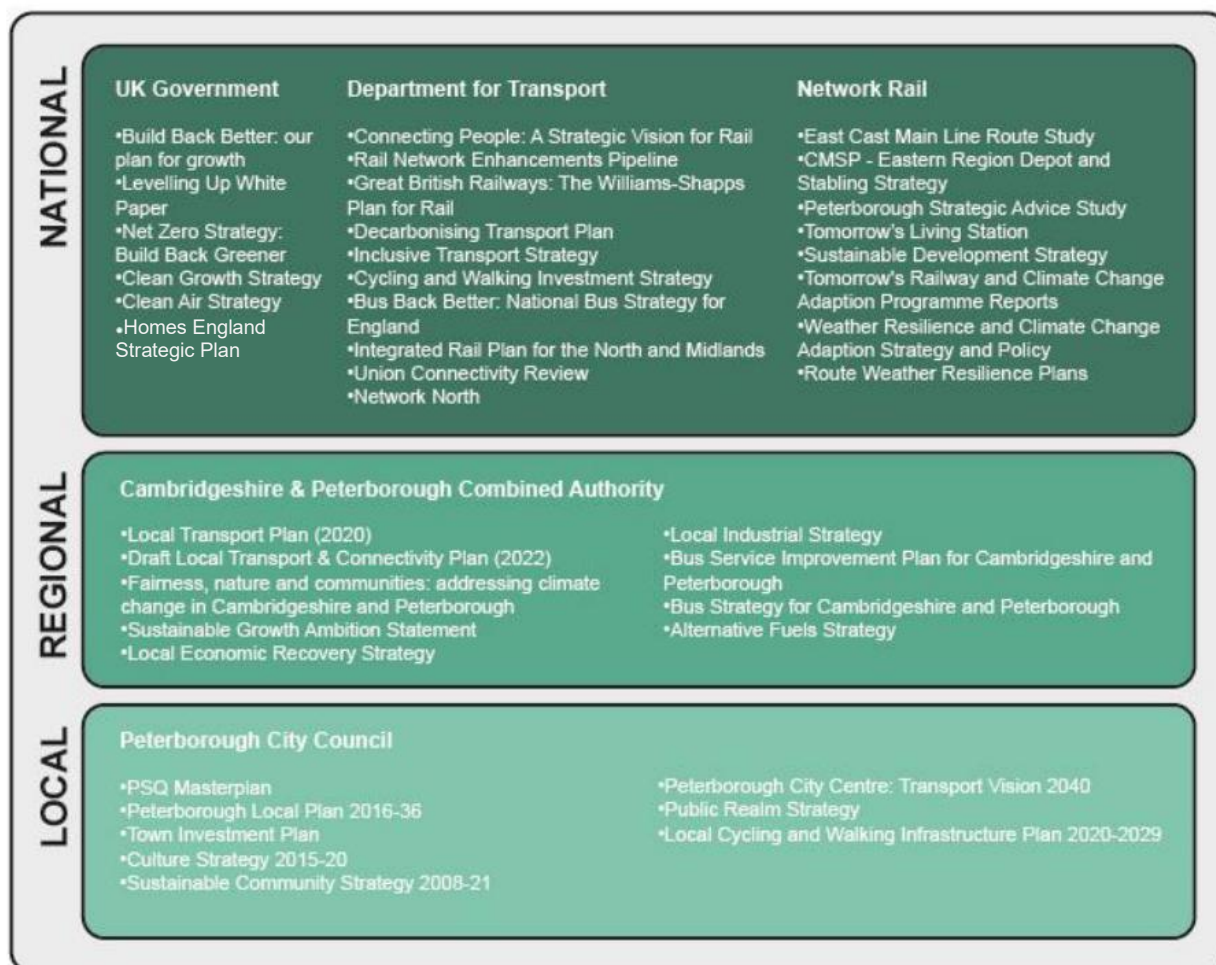 NATIONAL
UK Government
•Build Back Better: our
plan for growth
•Levelling Up White
Paper
•Net Zero Strategy:
Build Back Greener
•Clean Growth Strategy
•Clean Air Strategy
•Homes England
Strategic Plan
Department for Transport
•Connecting People: A Strategic Vision for Rail
•Rail Network Enhancements Pipeline
•Great British Railways: The Williams-Shapps
Plan for Rail
•Decarbonising Transport Plan
•Inclusive Transport Strategy
•Cycling and Walking Investment Strategy
•Bus Back Better: National Bus Strategy for
England
•Integrated Rail Plan for the North and Midlands
•Union Connectivity Review
•Network North
Network Rail
•East Cast Main Line Route Study
•CMSP - Eastern Region Depot and
Stabling Strategy
•Peterborough Strategic Advice Study
•Tomorrow's Living Station
•Sustainable Development Strategy
•Tomorrow's Railway and Climate Change
Adaption Programme Reports
•Weather Resilience and Climate Change
Adaption Strategy and Policy
•Route Weather Resilience Plans
REGIONAL
Cambridgeshire & Peterborough Combined Authority
•Local Transport Plan (2020)
•Draft Local Transport & Connectivity Plan (2022)
•Fairness, nature and communities: addressing climate
change in Cambridgeshire and Peterborough
•Sustainable Growth Ambition Statement
•Local Economic Recovery Strategy
•Local Industrial Strategy
•Bus Service Improvement Plan for Cambridgeshire and
Peterborough
•Bus Strategy for Cambridgeshire and Peterborough
•Alternative Fuels Strategy
LOCAL
Peterborough City Council
•PSQ Masterplan
•Peterborough Local Plan 2016-36
•Town Investment Plan
•Culture Strategy 2015-20
•Sustainable Community Strategy 2008-21
•Peterborough City Centre: Transport Vision 2040
•Public Realm Strategy
•Local Cycling and Walking Infrastructure Plan 2020-2029